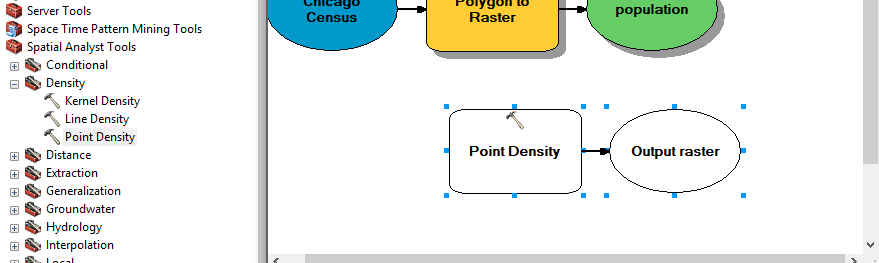 Server Tools
Space Time Pattern Mining Tools
Spatial Analyst Tools
Conditional
Density
Kernel Density
Line Density
Point Density
Distance
Extraction
Generalization
Groundwater
Hydrology
Interpolation
Local
Chicago
Census
Polygon to
Raster
population
Point Density
Output raster